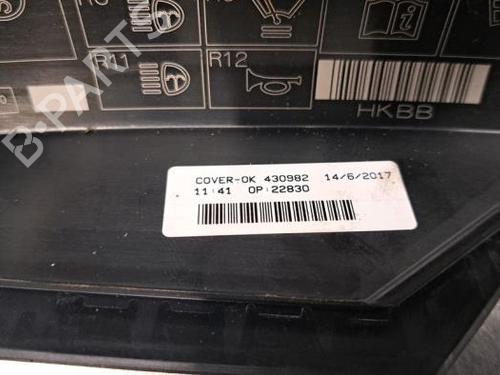 R11
R12
HKBB
COVER-OK 430982 14/6/2017
11:41 OP:22830
B-PARTS